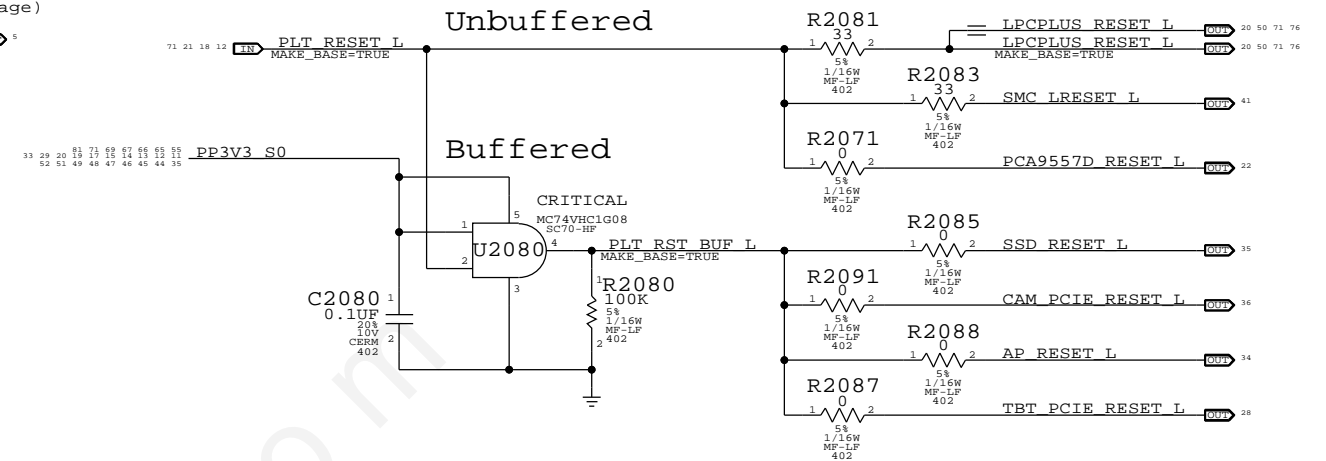 age)
5
Unbuffered
71 21 18 12 IN PLT_RESET_L
MAKE_BASE=TRUE
R2081
33
1 2
5%
1/16W
MF-LF
402
LPCPLUS_RESET_L OUT 20 50 71 76
LPCPLUS_RESET_L OUT 20 50 71 76
MAKE_BASE=TRUE
R2083
33
1 2
5%
1/16W
MF-LF
402
SMC_LRESET_L OUT 41
R2071
0
1 2
5%
1/16W
MF-LF
402
PCA9557D_RESET_L OUT 22
Buffered
81 71 69 67 66 65 55
33 29 20 19 17 15 14 13 12 11
52 51 49 48 47 46 45 44 35
PP3V3_S0
CRITICAL
MC74VHC1G08
SC70-HF
5
1
U2080
4
2
3
PLT_RST_BUF_L
MAKE_BASE=TRUE
C2080
0.1UF
20%
10V
CERM
402
1
2
R2080
100K
5%
1/16W
MF-LF
402
1
2
R2085
0
1 2
5%
1/16W
MF-LF
402
SSD_RESET_L OUT 35
R2091
0
1 2
5%
1/16W
MF-LF
402
CAM_PCIE_RESET_L OUT 36
R2088
0
1 2
5%
1/16W
MF-LF
402
AP_RESET_L OUT 34
R2087
0
1 2
5%
1/16W
MF-LF
402
TBT_PCIE_RESET_L OUT 28
om